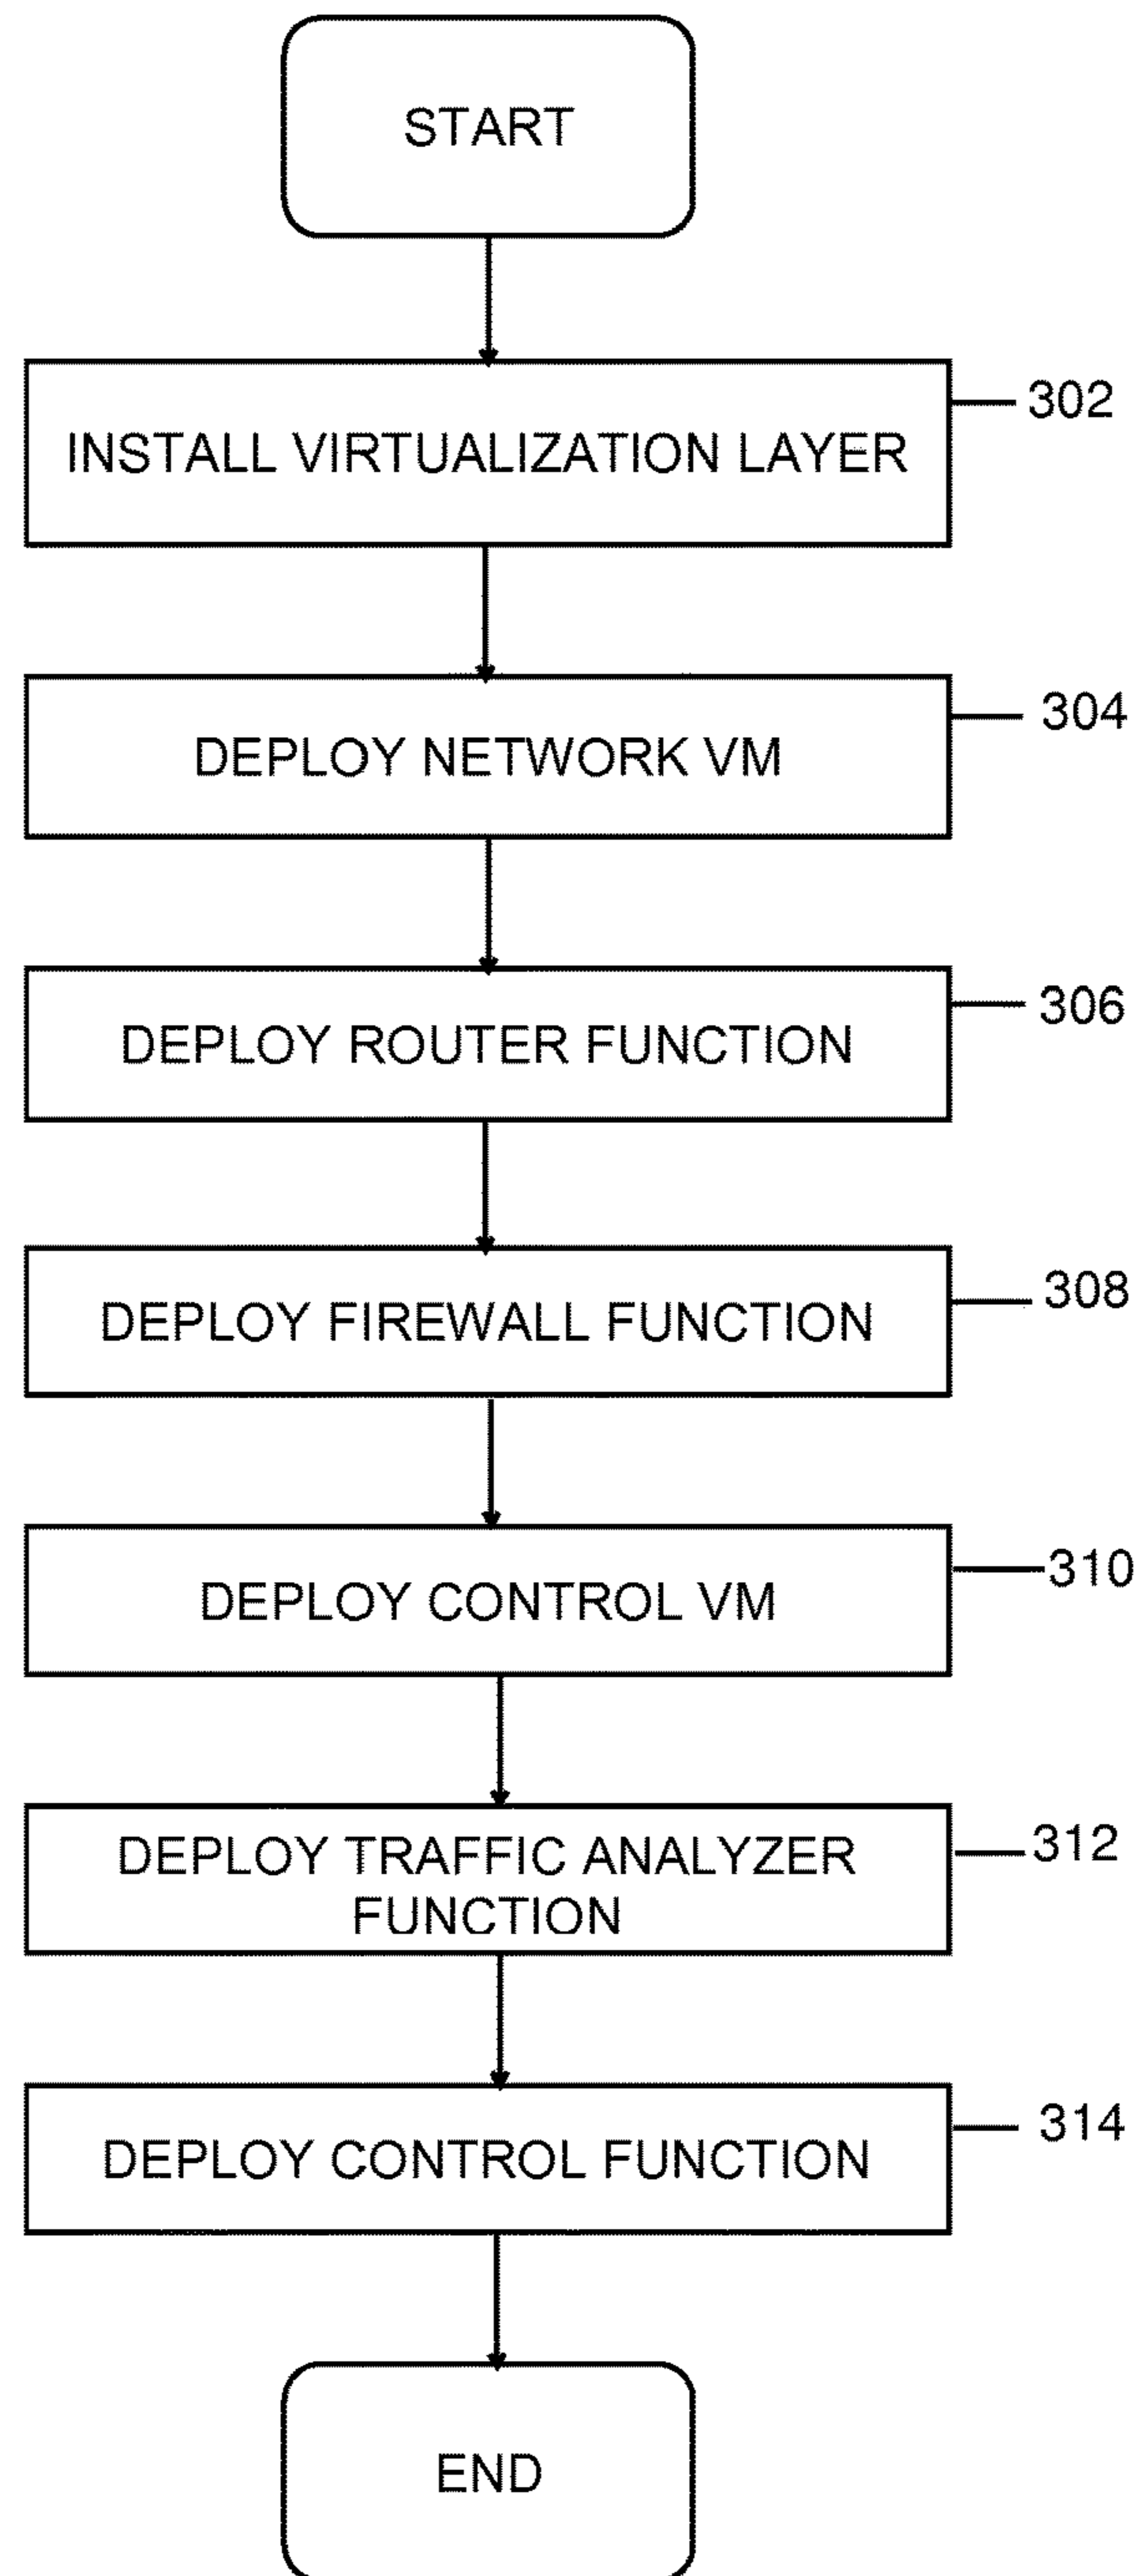 START
INSTALL VIRTUALIZATION LAYER
302
DEPLOY NETWORK VM
304
DEPLOY ROUTER FUNCTION
306
DEPLOY FIREWALL FUNCTION
308
DEPLOY CONTROL VM
310
DEPLOY TRAFFIC ANALYZER
FUNCTION
312
DEPLOY CONTROL FUNCTION
314
END